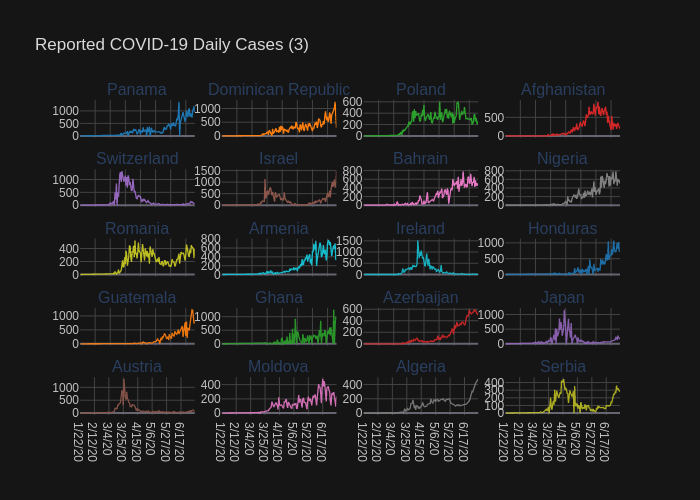 Reported COVID-19 Daily Cases (3)
Panama Dominican Republic Poland Afghanistan
1000 500 0 1000 500 0 600 400 200 0 500 0
Switzerland Israel Bahrain Nigeria
1000 500 0 1500 1000 500 0 800 600 400 200 0 800 600 400 200 0
Romania Armenia Ireland Honduras
400 200 0 800 600 400 200 0 1500 1000 500 0 1000 500 0
Guatemala Ghana Azerbaijan Japan
1000 500 0 1000 500 0 600 400 200 0 1000 500 0
Austria Moldova Algeria Serbia
1000 500 0 400 200 0 400 200 0 400 300 200 100 0
1/22/20 2/12/20 3/4/20 3/25/20 4/15/20 5/6/20 5/27/20 6/17/20 1/22/20 2/12/20 3/4/20 3/25/20 4/15/20 5/6/20 5/27/20 6/17/20 1/22/20 2/12/20 3/4/20 3/25/20 4/15/20 5/6/20 5/27/20 6/17/20 1/22/20 2/12/20 3/4/20 3/25/20 4/15/20 5/6/20 5/27/20 6/17/20